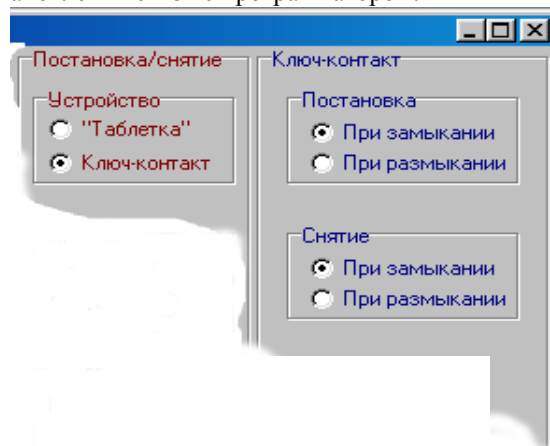 Постановка/снятие
Устройство
"Таблетка"
Ключ-контакт
Ключ-контакт
Постановка
При замыкании
При размыкании
Снятие
При замыкании
При размыкании